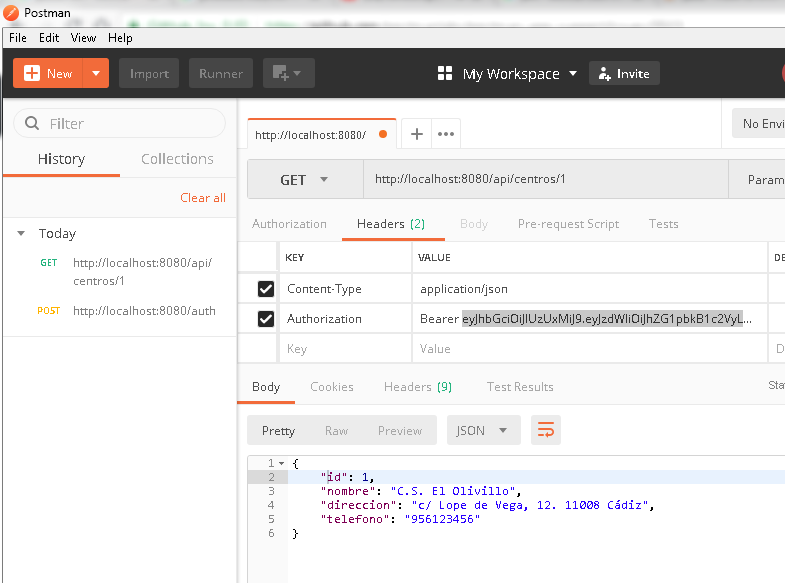 Postman
File Edit View Help
New Import Runner My Workspace Invite
Filter
History Collections
Clear all
Today
GET http://localhost:8080/api/
centros/1
POST http://localhost:8080/auth
http://localhost:8080/ + ••• No Envi
GET http://localhost:8080/api/centros/1 Param
Authorization Headers (2) Body Pre-request Script Tests
KEY VALUE DE
Content-Type application/json
Authorization Bearer eyJhbGciOiJIUzUxMiJ9.eyJzdWIiOiJhZG1pbkB1c2VyL...
Key Value D
Body Cookies Headers (9) Test Results Sta
Pretty Raw Preview JSON
1 {
2 "id": 1,
3 "nombre": "C.S. El Olivillo",
4 "direccion": "c/ Lope de Vega, 12. 11008 Cádiz",
5 "telefono": "956123456"
6 }